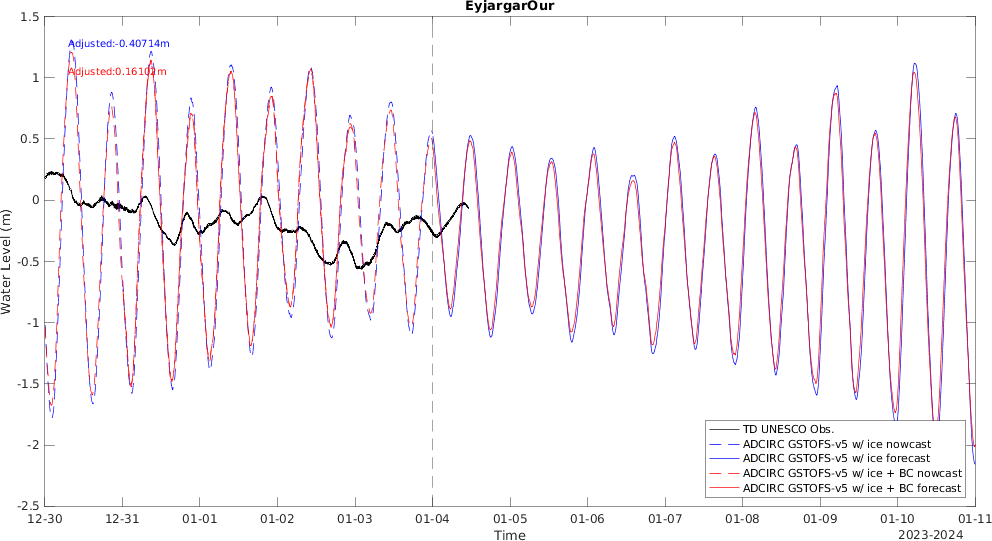 EyjargarOur
Adjusted:-0.40714m
Adjusted:0.16102m
Water Level (m)
1.5
1
0.5
0
-0.5
-1
-1.5
-2
-2.5
TD UNESCO Obs.
ADCIRC GSTOFS-v5 w/ ice nowcast
ADCIRC GSTOFS-v5 w/ ice forecast
ADCIRC GSTOFS-v5 w/ ice + BC nowcast
ADCIRC GSTOFS-v5 w/ ice + BC forecast
12-30 12-31 01-01 01-02 01-03 01-04 01-05 01-06 01-07 01-08 01-09 01-10 01-11
Time
2023-2024